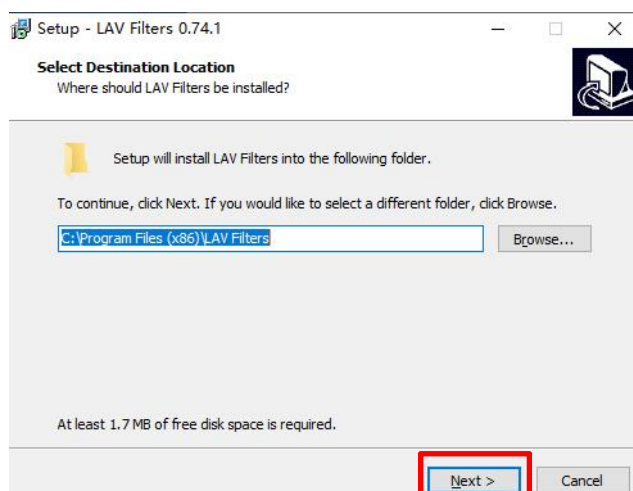 Setup - LAV Filters 0.74.1
Select Destination Location
Where should LAV Filters be installed?
Setup will install LAV Filters into the following folder.
To continue, click Next. If you would like to select a different folder, click Browse.
C:\Program Files (x86)\LAV Filters
Browse...
At least 1.7 MB of free disk space is required.
Next >
Cancel